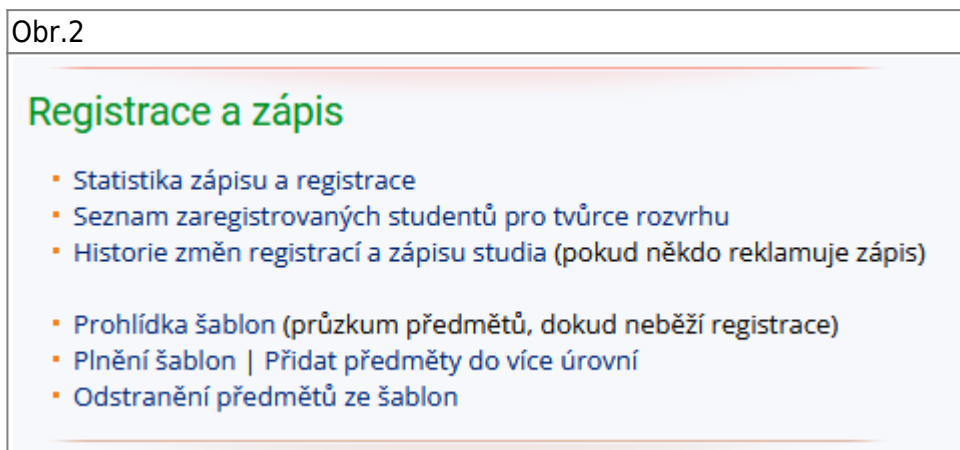 Obr.2
Registrace a zápis
Statistika zápisu a registrace
Seznam zaregistrovaných studentů pro tvůrce rozvrhu
Historie změn registrací a zápisu studia (pokud někdo reklamuje zápis)
Prohlídka šablon (průzkum předmětů, dokud neběží registrace)
Plnění šablon | Přidat předměty do více úrovní
Odstranění předmětů ze šablon